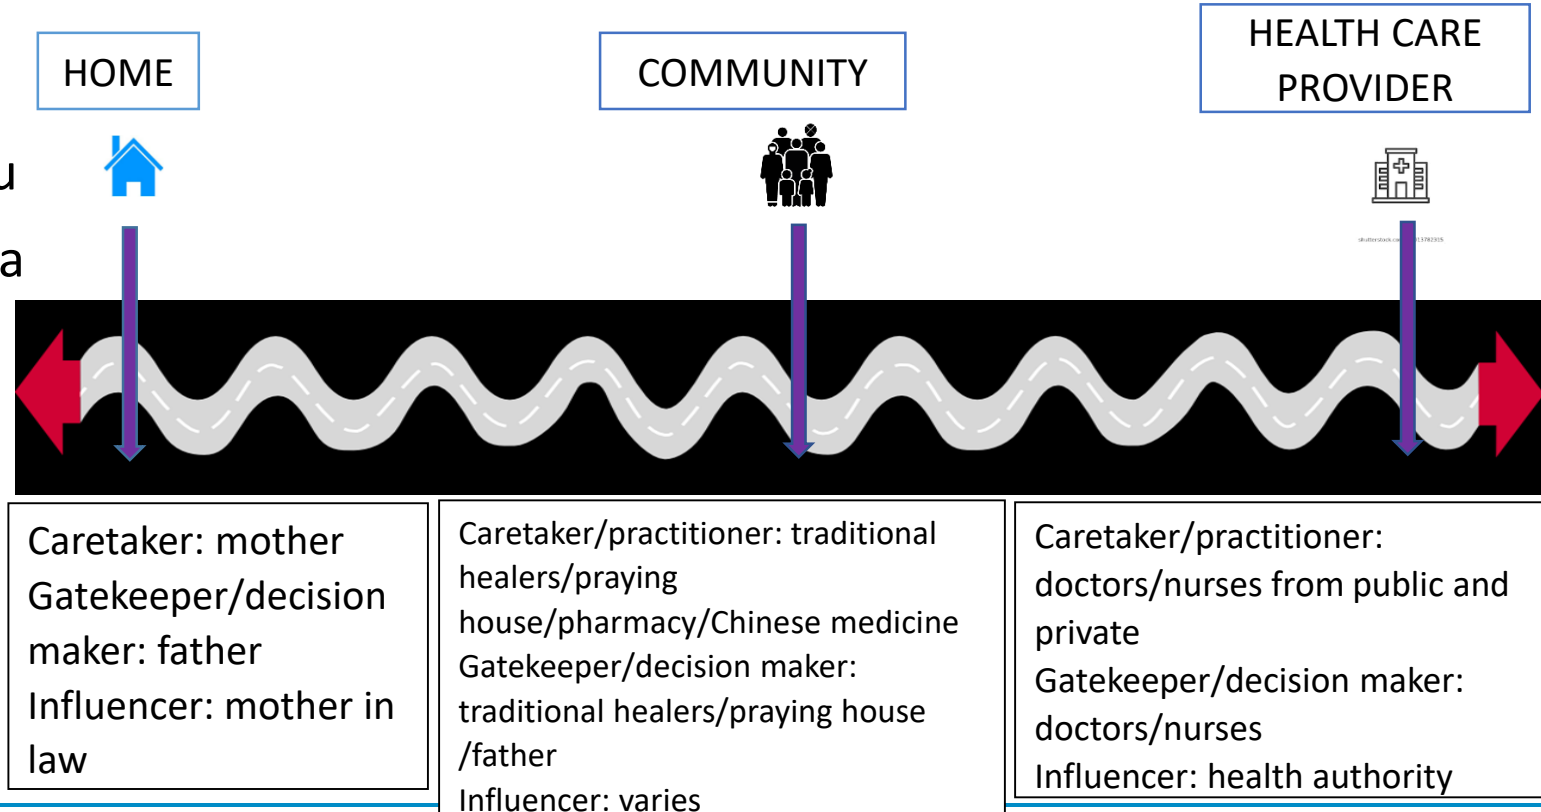 HOME
COMMUNITY
HEALTH CARE
PROVIDER
u
a
Caretaker: mother
Gatekeeper/decision
maker: father
Influencer: mother in
law
Caretaker/practitioner: traditional
healers/praying
house/pharmacy/Chinese medicine
Gatekeeper/decision maker:
traditional healers/praying house
/father
Influencer: varies
Caretaker/practitioner:
doctors/nurses from public and
private
Gatekeeper/decision maker:
doctors/nurses
Influencer: health authority